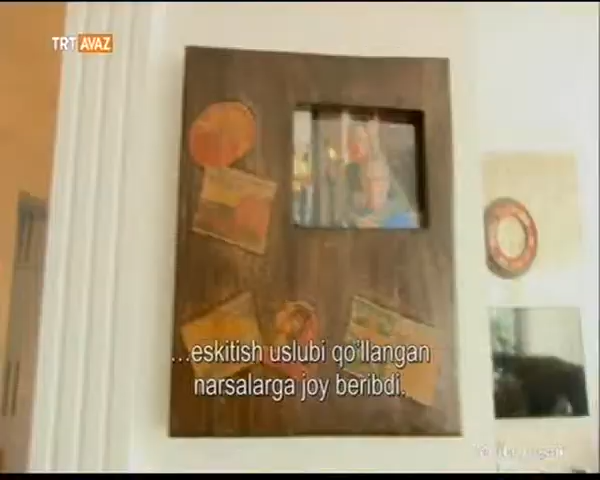 TRT AVAZ
...eskitish uslubi qo'llangan
narsalarga joy beribdi.